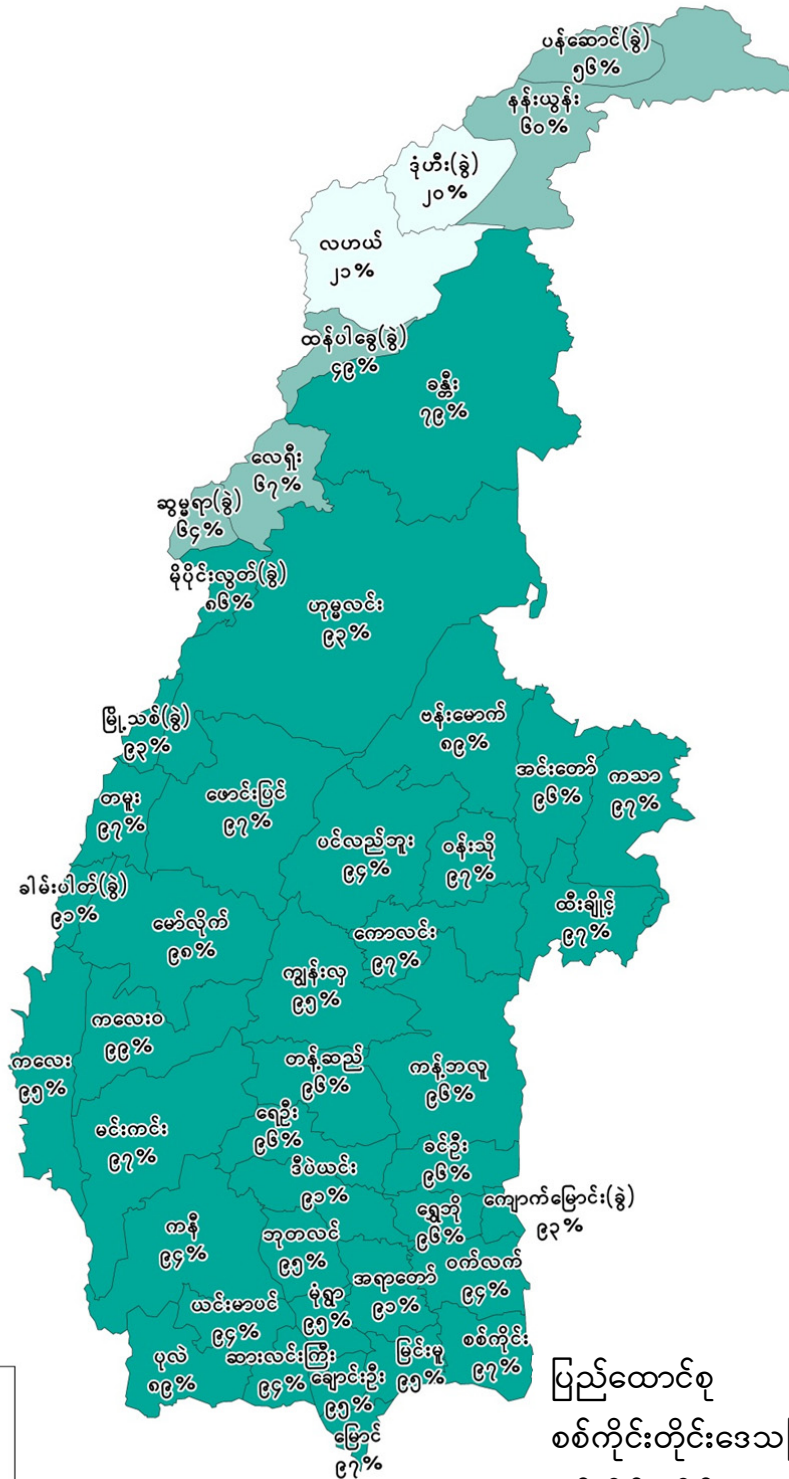 ပန်ဆောင်(ခွဲ)
၅၆%
နန်းယွန်း
၆၀%
ဒုံဟီး(ခွဲ)
၂၀%
လဟယ်
၂၁%
ထန်ပါခွေ(ခွဲ)
၄၉%
ခန္တီး
၇၉%
လေရှီး
၆၇%
ဆွမ္မရာ(ခွဲ)
၆၄%
မိုပိုင်းလွတ်(ခွဲ)
၈၆%
ဟုမ္မလင်း
၉၃%
မြို့သစ်(ခွဲ)
၉၃%
ဗန်းမောက်
၈၉%
အင်းတော်
၉၆%
ကသာ
၉၇%
တမူး
၉၇%
ဖောင်းပြင်
၉၇%
ပင်လည်ဘူး
၉၄%
ဝန်းသို
၉၇%
ခါမ်းပါတ်(ခွဲ)
၉၁%
မော်လိုက်
၉၈%
ကောလင်း
၉၇%
ထီးချိုင့်
၉၇%
ကျွန်းလှ
၉၅%
ကလေးဝ
၉၉%
ကလေး
၉၅%
တန့်ဆည်
၉၆%
ကန့်ဘလူ
၉၆%
မင်းကင်း
၉၇%
ရေဦး
၉၆%
ခင်ဦး
၉၆%
ဒီပဲယင်း
၉၁%
ရွှေဘို
၉၆%
ကျောက်မြောင်း(ခွဲ)
၉၃%
ကနီ
၉၄%
ဘုတလင်
၉၅%
အရာတော်
၉၁%
ဝက်လက်
၉၄%
ယင်းမာပင်
၉၄%
မုံရွာ
၉၅%
ပုလဲ
၈၉%
ဆားလင်းကြီး
၉၄%
ချောင်းဦး
၉၅%
မြင်းမူ
၉၅%
စစ်ကိုင်း
၉၇%
မြောင်
၉၇%
ပြည်ထောင်စု
စစ်ကိုင်းတိုင်းဒေသ